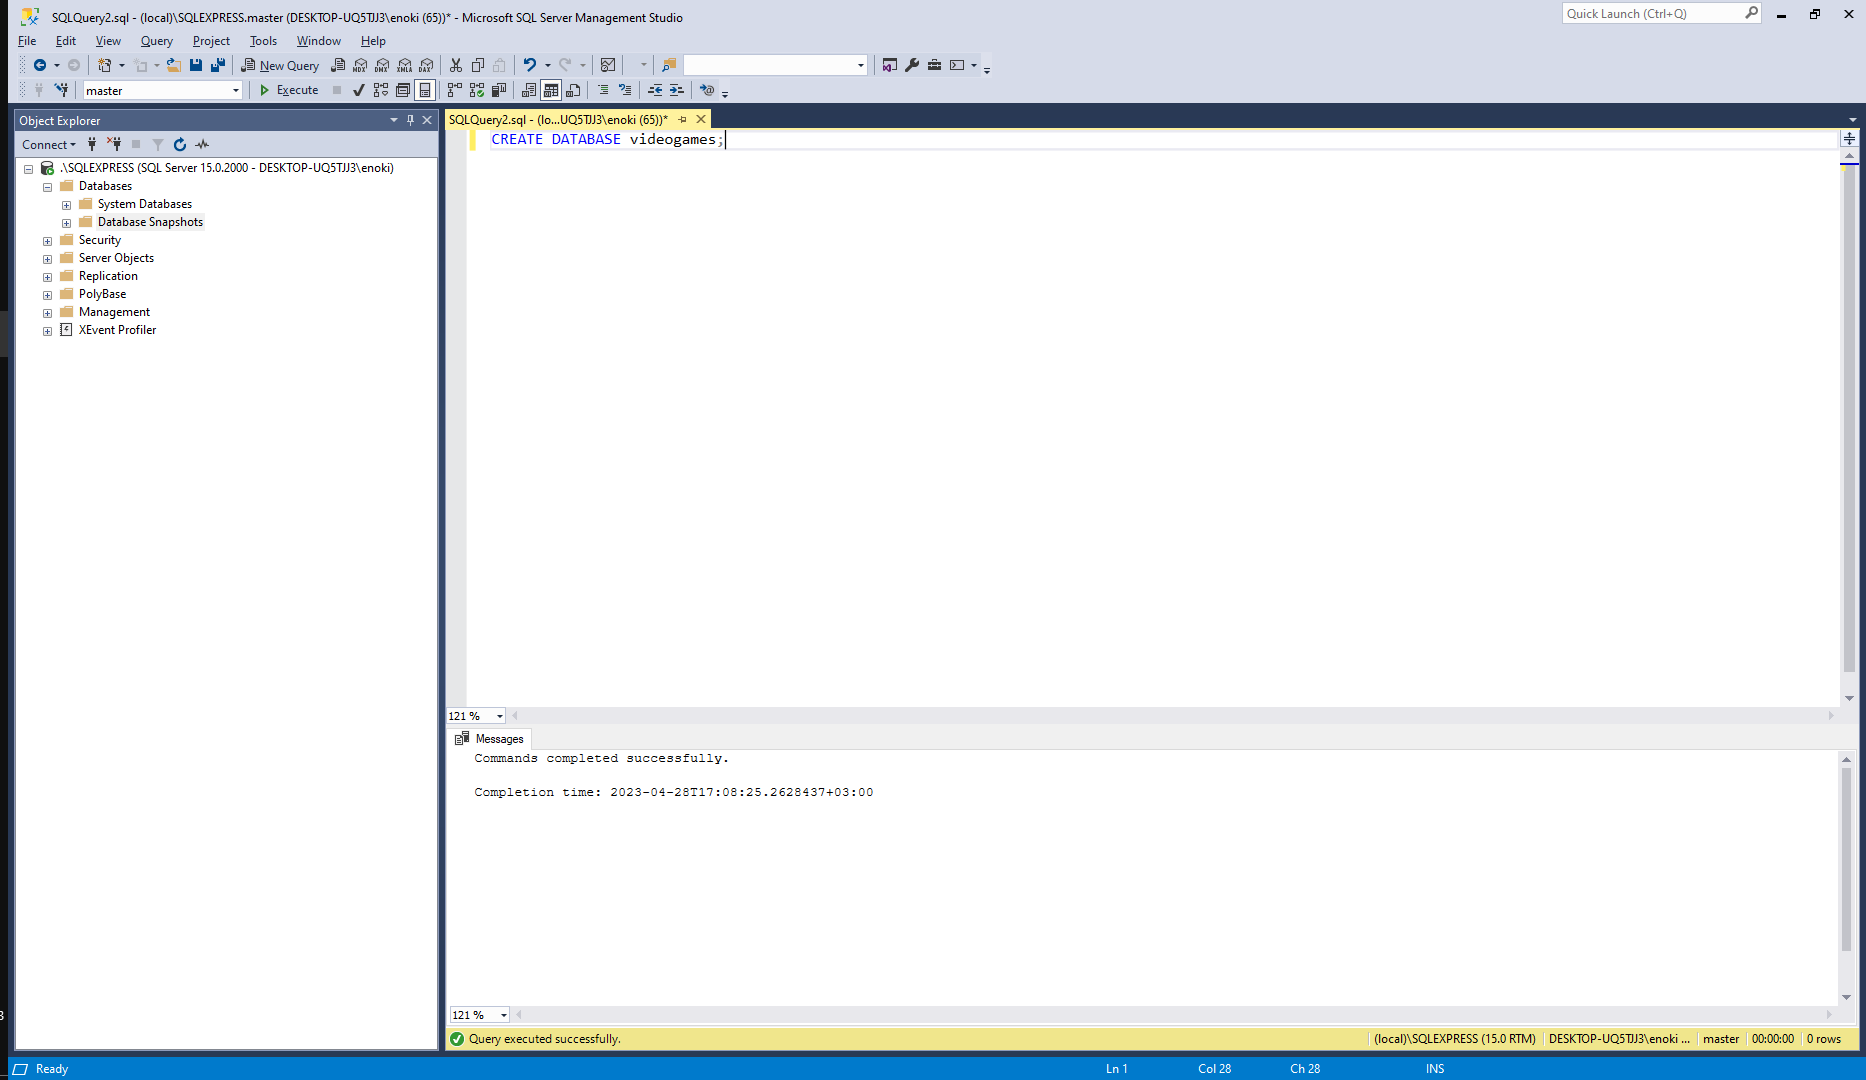 SQLQuery2.sql - (local)\SQLEXPRESS.master (DESKTOP-UQ5TJJ3\enoki (65))* - Microsoft SQL Server Management Studio
Quick Launch (Ctrl+Q)
File Edit View Query Project Tools Window Help
New Query MDX DMX XMLA DAX
master Execute
Object Explorer
SQLQuery2.sql - (lo...UQ5TJJ3\enoki (65))*
Connect
CREATE DATABASE videogames;
.\SQLEXPRESS (SQL Server 15.0.2000 - DESKTOP-UQ5TJJ3\enoki)
Databases
System Databases
Database Snapshots
Security
Server Objects
Replication
PolyBase
Management
XEvent Profiler
121 %
Messages
Commands completed successfully.
Completion time: 2023-04-28T17:08:25.2628437+03:00
121 %
Query executed successfully. (local)\SQLEXPRESS (15.0 RTM) DESKTOP-UQ5TJJ3\enoki ... master 00:00:00 0 rows
Ready Ln 1 Col 28 Ch 28 INS